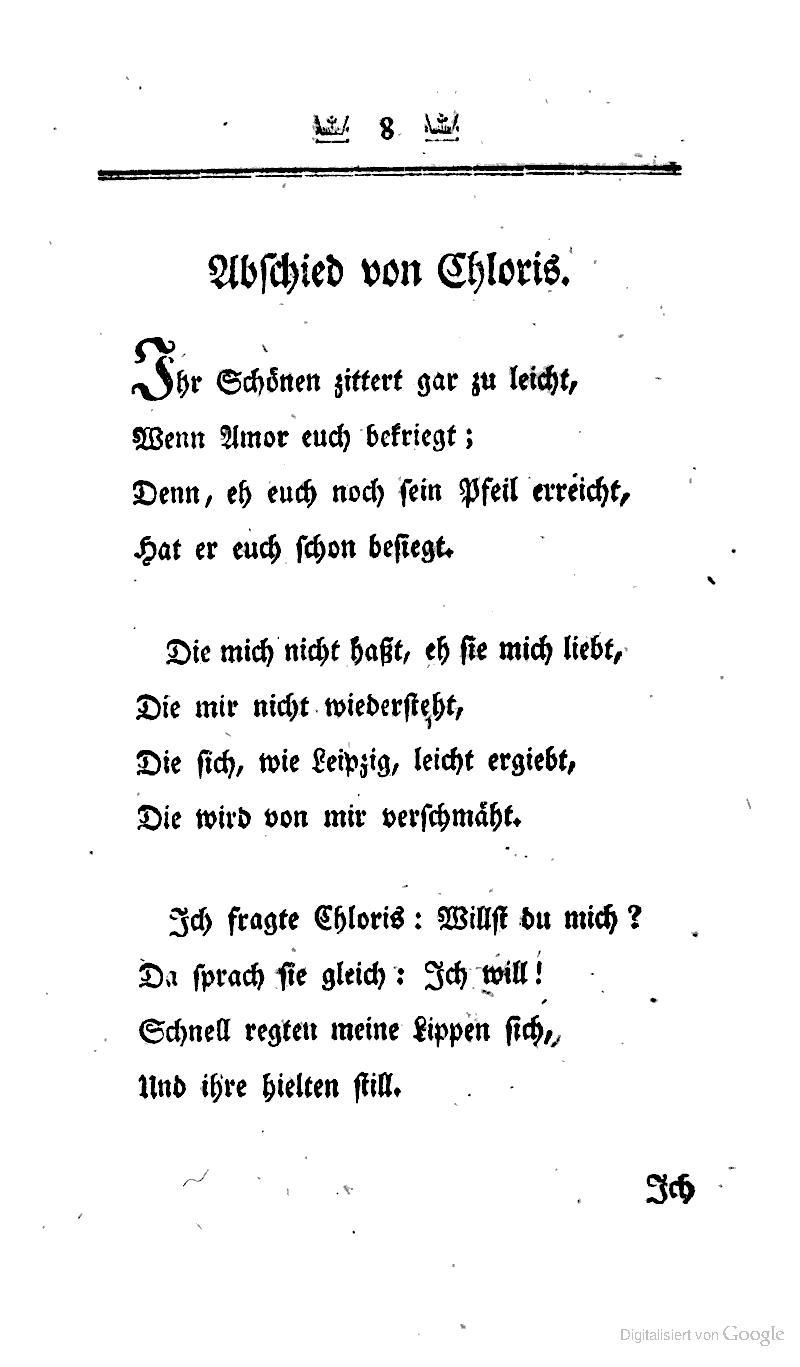 8
Abschied von Chloris.
Ihr Schönen zittert gar zu leicht,
Wenn Amor euch bekriegt;
Denn, eh euch noch sein Pfeil erreicht,
Hat er euch schon besiegt.
Die mich nicht haßt, eh sie mich liebt,
Die mir nicht wiedersteht,
Die sich, wie Leipzig, leicht ergiebt,
Die wird von mir verschmäht.
Ich fragte Chloris: Willst du mich?
Da sprach sie gleich: Ich will!
Schnell regten meine Lippen sich,
Und ihre hielten still.
Ich
Digitalisiert von Google